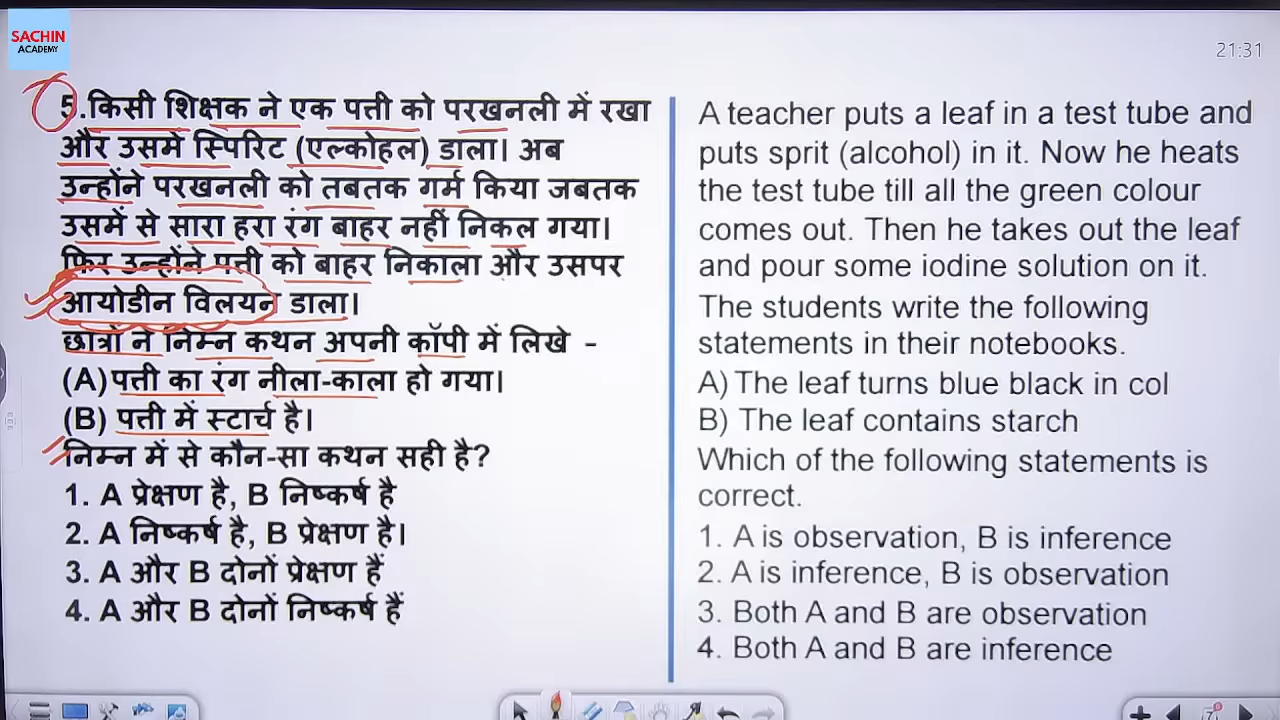 SACHIN
ACADEMY
21:31
5.किसी शिक्षक ने एक पत्ती को परखनली में रखा
और उसमें स्पिरिट (एल्कोहल) डाला। अब
उन्होंने परखनली को तबतक गर्म किया जबतक
उसमें से सारा हरा रंग बाहर नहीं निकल गया।
फिर उन्होंने पत्ती को बाहर निकाला और उसपर
आयोडीन विलयन डाला।
छात्रों ने निम्न कथन अपनी कॉपी में लिखे -
(A) पत्ती का रंग नीला-काला हो गया।
(B) पत्ती में स्टार्च है।
निम्न में से कौन-सा कथन सही है?
1. A प्रेक्षण है, B निष्कर्ष है
2. A निष्कर्ष है, B प्रेक्षण है।
3. A और B दोनों प्रेक्षण हैं
4. A और B दोनों निष्कर्ष हैं
A teacher puts a leaf in a test tube and
puts sprit (alcohol) in it. Now he heats
the test tube till all the green colour
comes out. Then he takes out the leaf
and pour some iodine solution on it.
The students write the following
statements in their notebooks.
A) The leaf turns blue black in col
B) The leaf contains starch
Which of the following statements is
correct.
1. A is observation, B is inference
2. A is inference, B is observation
3. Both A and B are observation
4. Both A and B are inference